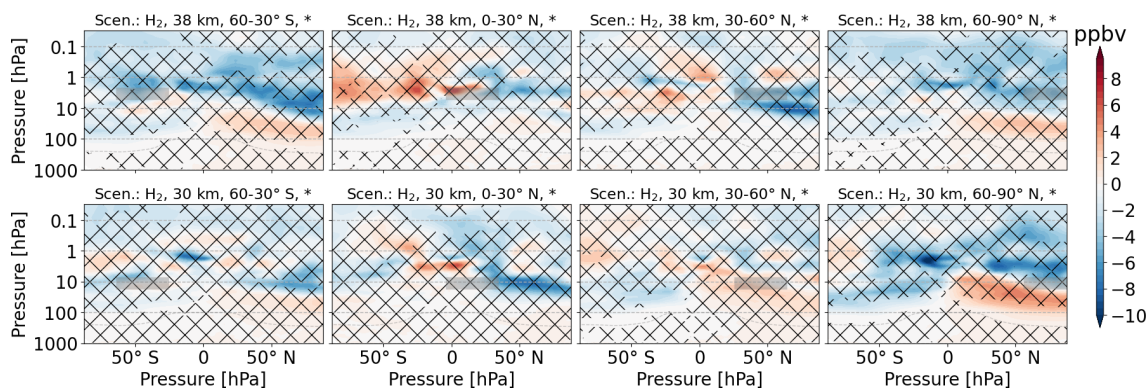 Scen.: H₂, 38 km, 60-30° S, *
Scen.: H₂, 38 km, 0-30° N, *
Scen.: H₂, 38 km, 30-60° N, *
Scen.: H₂, 38 km, 60-90° N, *
ppbv
Pressure [hPa]
0.1
1
10
100
1000
8
6
4
2
0
−2
−4
−6
−8
−10
Scen.: H₂, 30 km, 60-30° S, *
Scen.: H₂, 30 km, 0-30° N, *
Scen.: H₂, 30 km, 30-60° N, *
Scen.: H₂, 30 km, 60-90° N, *
Pressure [hPa]
0.1
1
10
100
1000
50° S 0 50° N
50° S 0 50° N
50° S 0 50° N
50° S 0 50° N
Pressure [hPa]
Pressure [hPa]
Pressure [hPa]
Pressure [hPa]